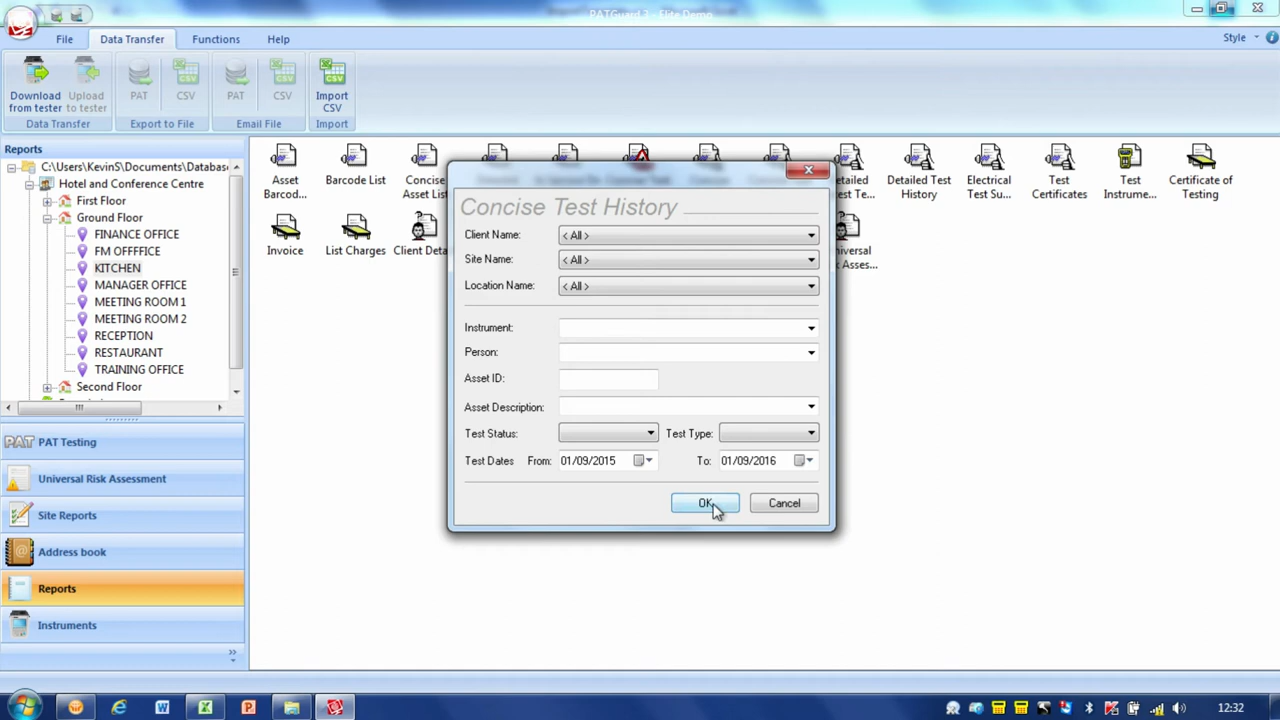 PATGuard 3 - Elite Demo
File Data Transfer Functions Help Style
Download from tester
Upload to tester
PAT
CSV
PAT
CSV
Import CSV
Data Transfer Export to File Email File Import
Reports
C:\Users\KevinS\Documents\Databas
Hotel and Conference Centre
First Floor
Ground Floor
FINANCE OFFICE
FM OFFFFICE
KITCHEN
MANAGER OFFICE
MEETING ROOM 1
MEETING ROOM 2
RECEPTION
RESTAURANT
TRAINING OFFICE
Second Floor
PAT Testing
Universal Risk Assessment
Site Reports
Address book
Reports
Instruments
Asset Barcod...
Barcode List
Concise Asset List
Detailed Test History
Electrical Test Su...
Test Certificates
Test Instrume...
Certificate of Testing
Invoice
List Charges
Client Deta
Concise Test History
Client Name: < All >
Site Name: < All >
Location Name: < All >
Instrument:
Person:
Asset ID:
Asset Description:
Test Status: Test Type:
Test Dates From: 01/09/2015 To: 01/09/2016
OK Cancel
12:32